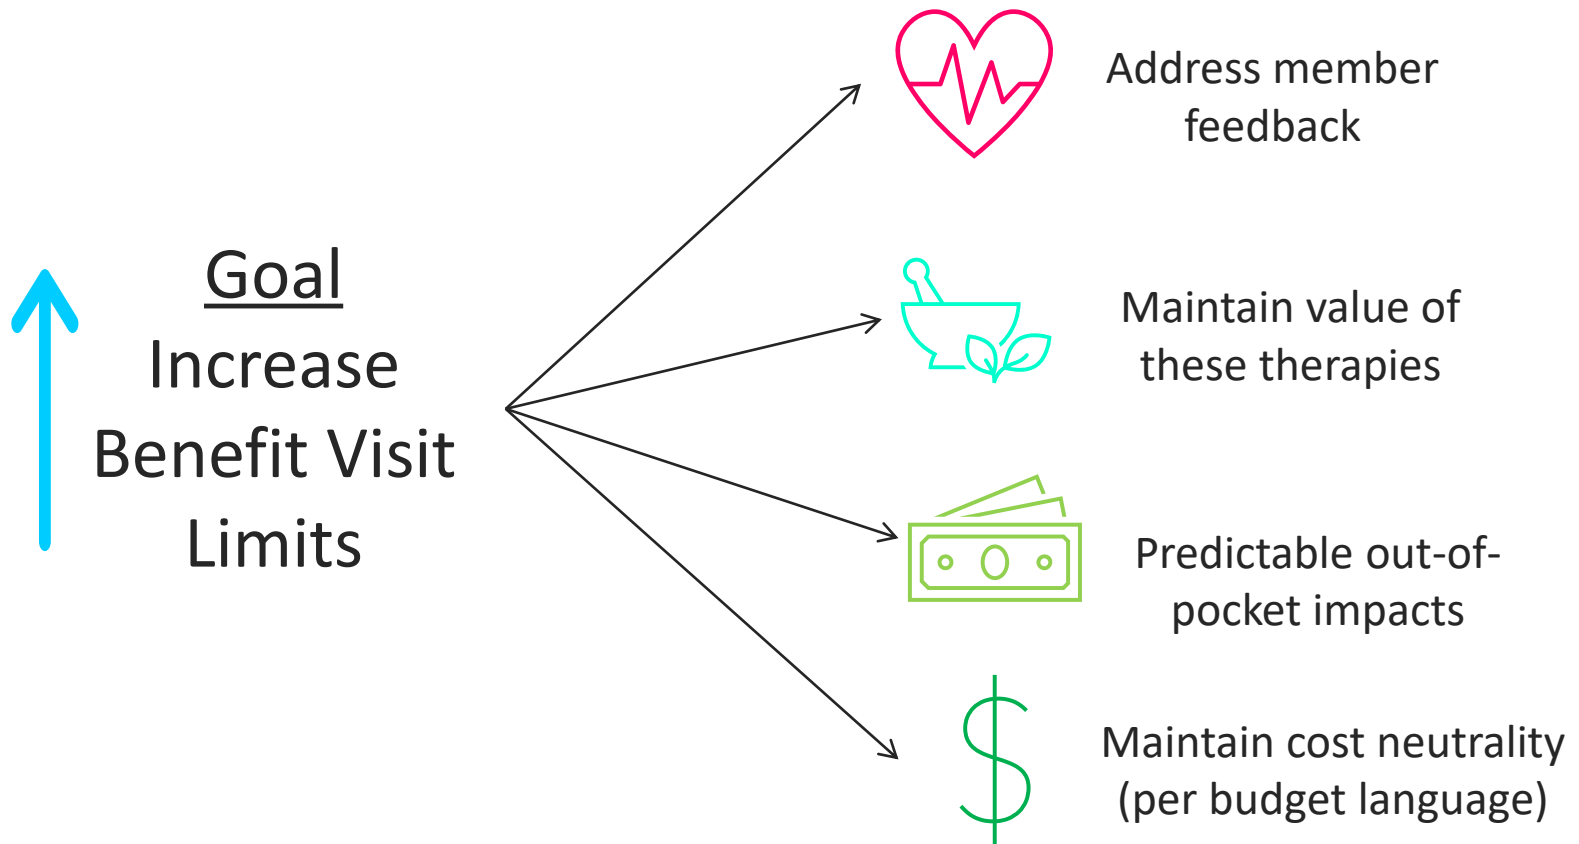 Goal
Increase
Benefit Visit
Limits
Address member
feedback
Maintain value of
these therapies
Predictable out-of-
pocket impacts
Maintain cost neutrality
(per budget language)